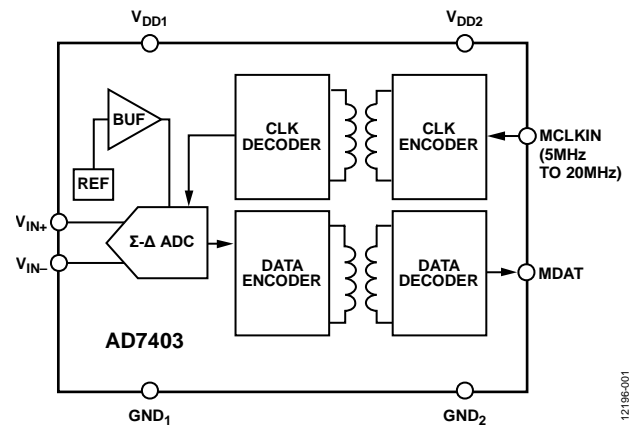 VDD1
VDD2
BUF
REF
CLK
DECODER
CLK
ENCODER
MCLKIN
(5MHz
TO 20MHz)
VIN+
VIN–
Σ-Δ ADC
DATA
ENCODER
DATA
DECODER
MDAT
AD7403
GND1
GND2
12196-001